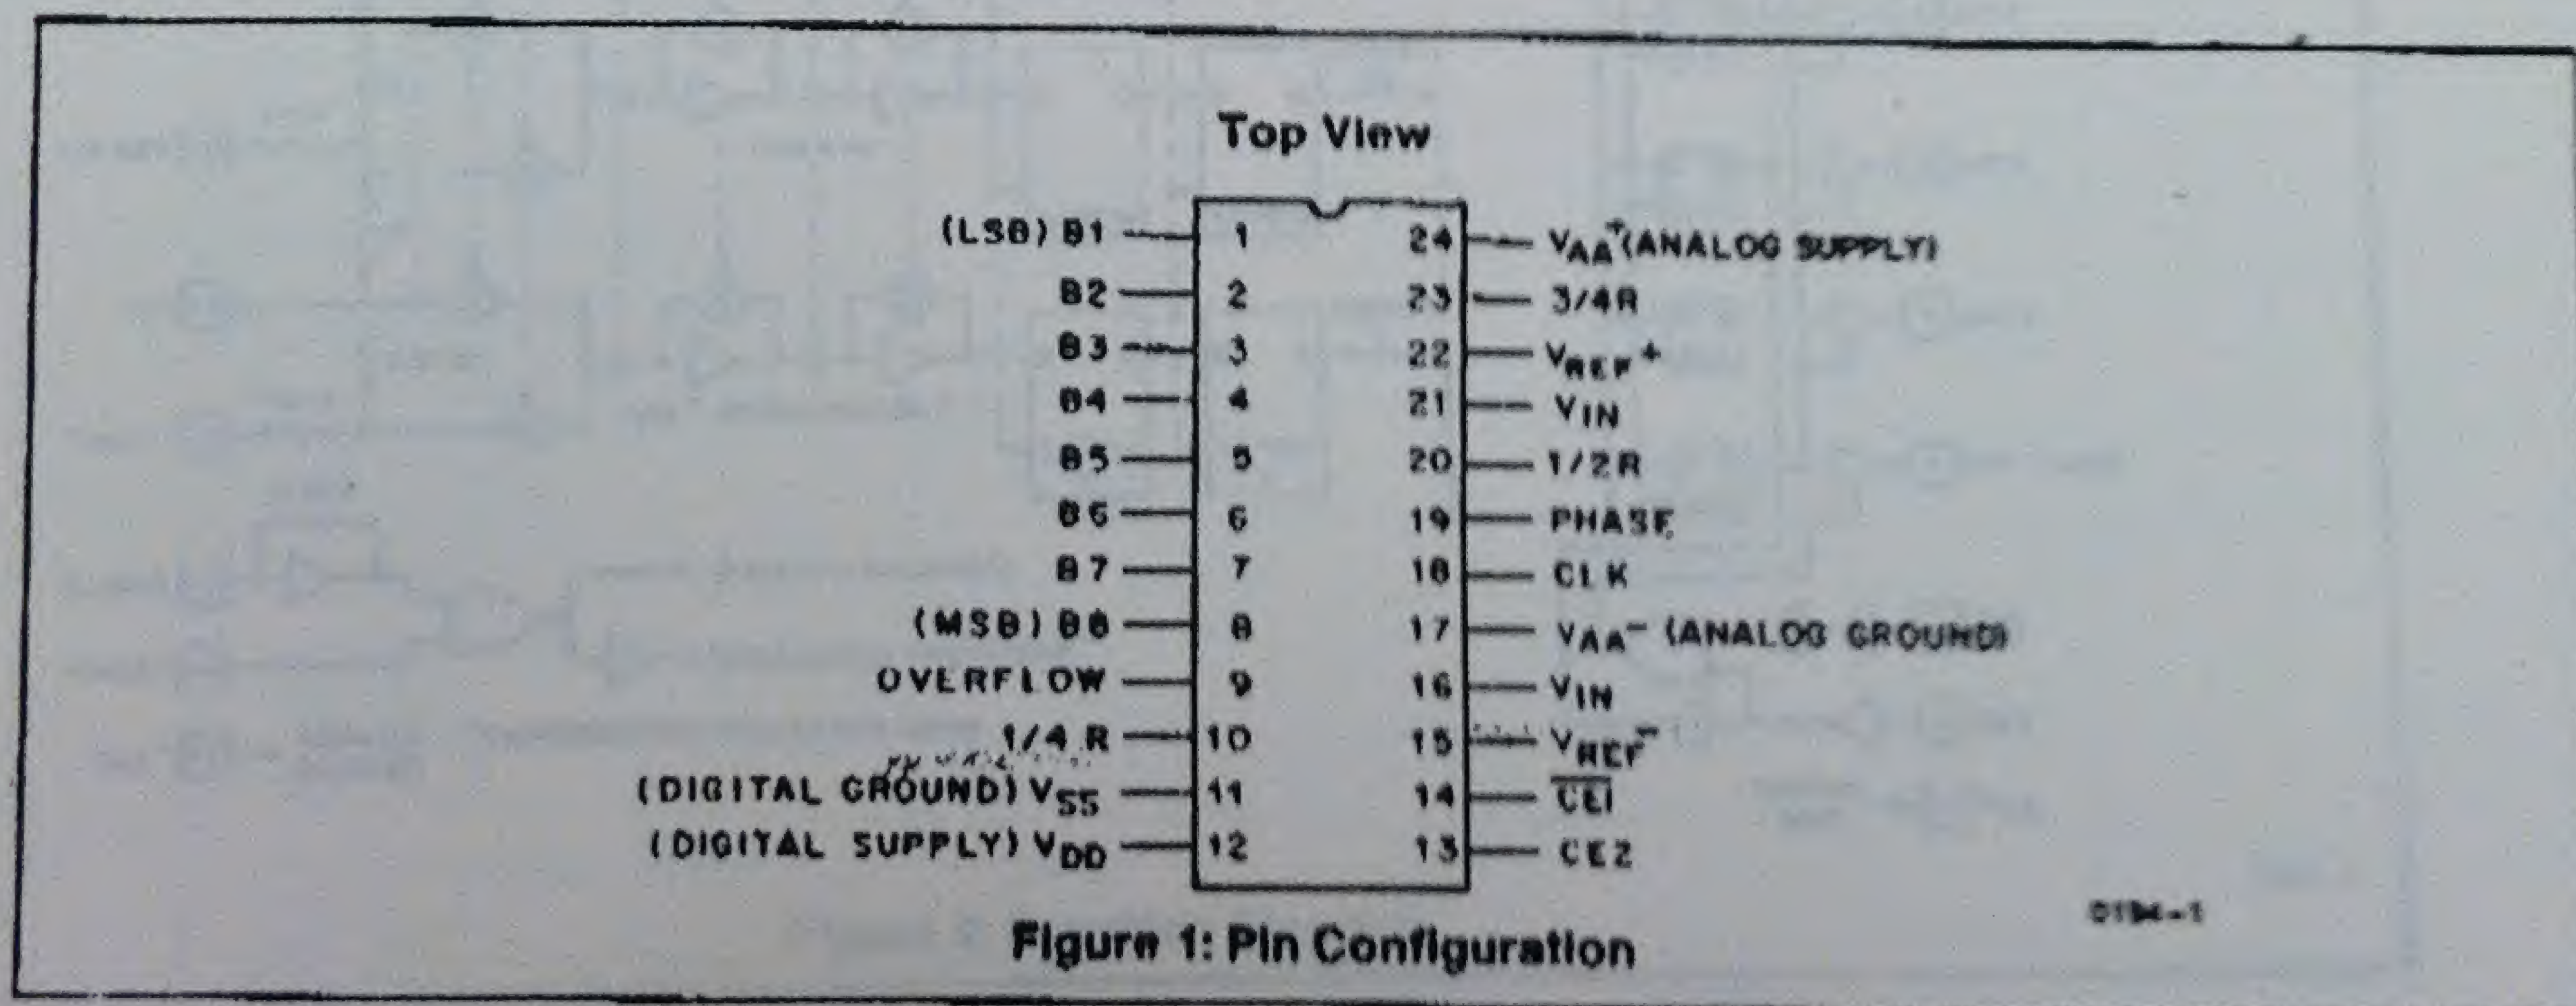 Top View
(LSB) B1 1 24 VAA+ (ANALOG SUPPLY)
B2 2 23 3/4R
B3 3 22 VREF+
B4 4 21 VIN
B5 5 20 1/2R
B6 6 19 PHASE
B7 7 18 CLK
(MSB) B8 8 17 VAA- (ANALOG GROUND)
OVERFLOW 9 16 VIN
1/4 R 10 15 VREF-
(DIGITAL GROUND) VSS 11 14 C̅E̅1̅
(DIGITAL SUPPLY) VDD 12 13 CE2
Figure 1: Pin Configuration